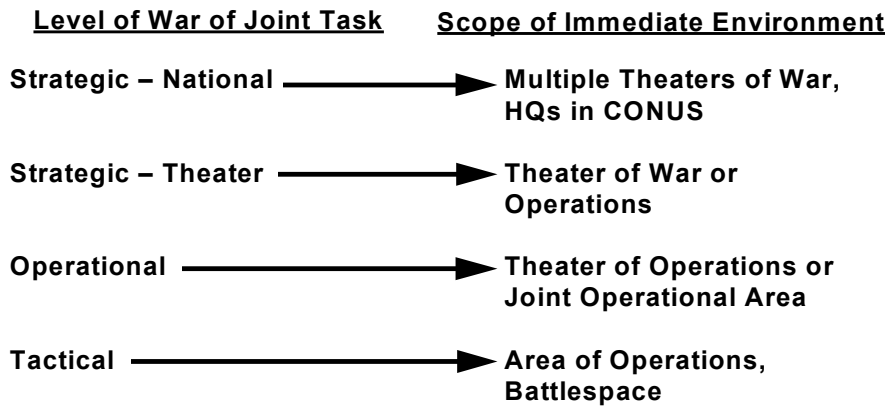 Level of War of Joint Task
Scope of Immediate Environment
Strategic – National
Multiple Theaters of War,
HQs in CONUS
Strategic – Theater
Theater of War or
Operations
Operational
Theater of Operations or
Joint Operational Area
Tactical
Area of Operations,
Battlespace